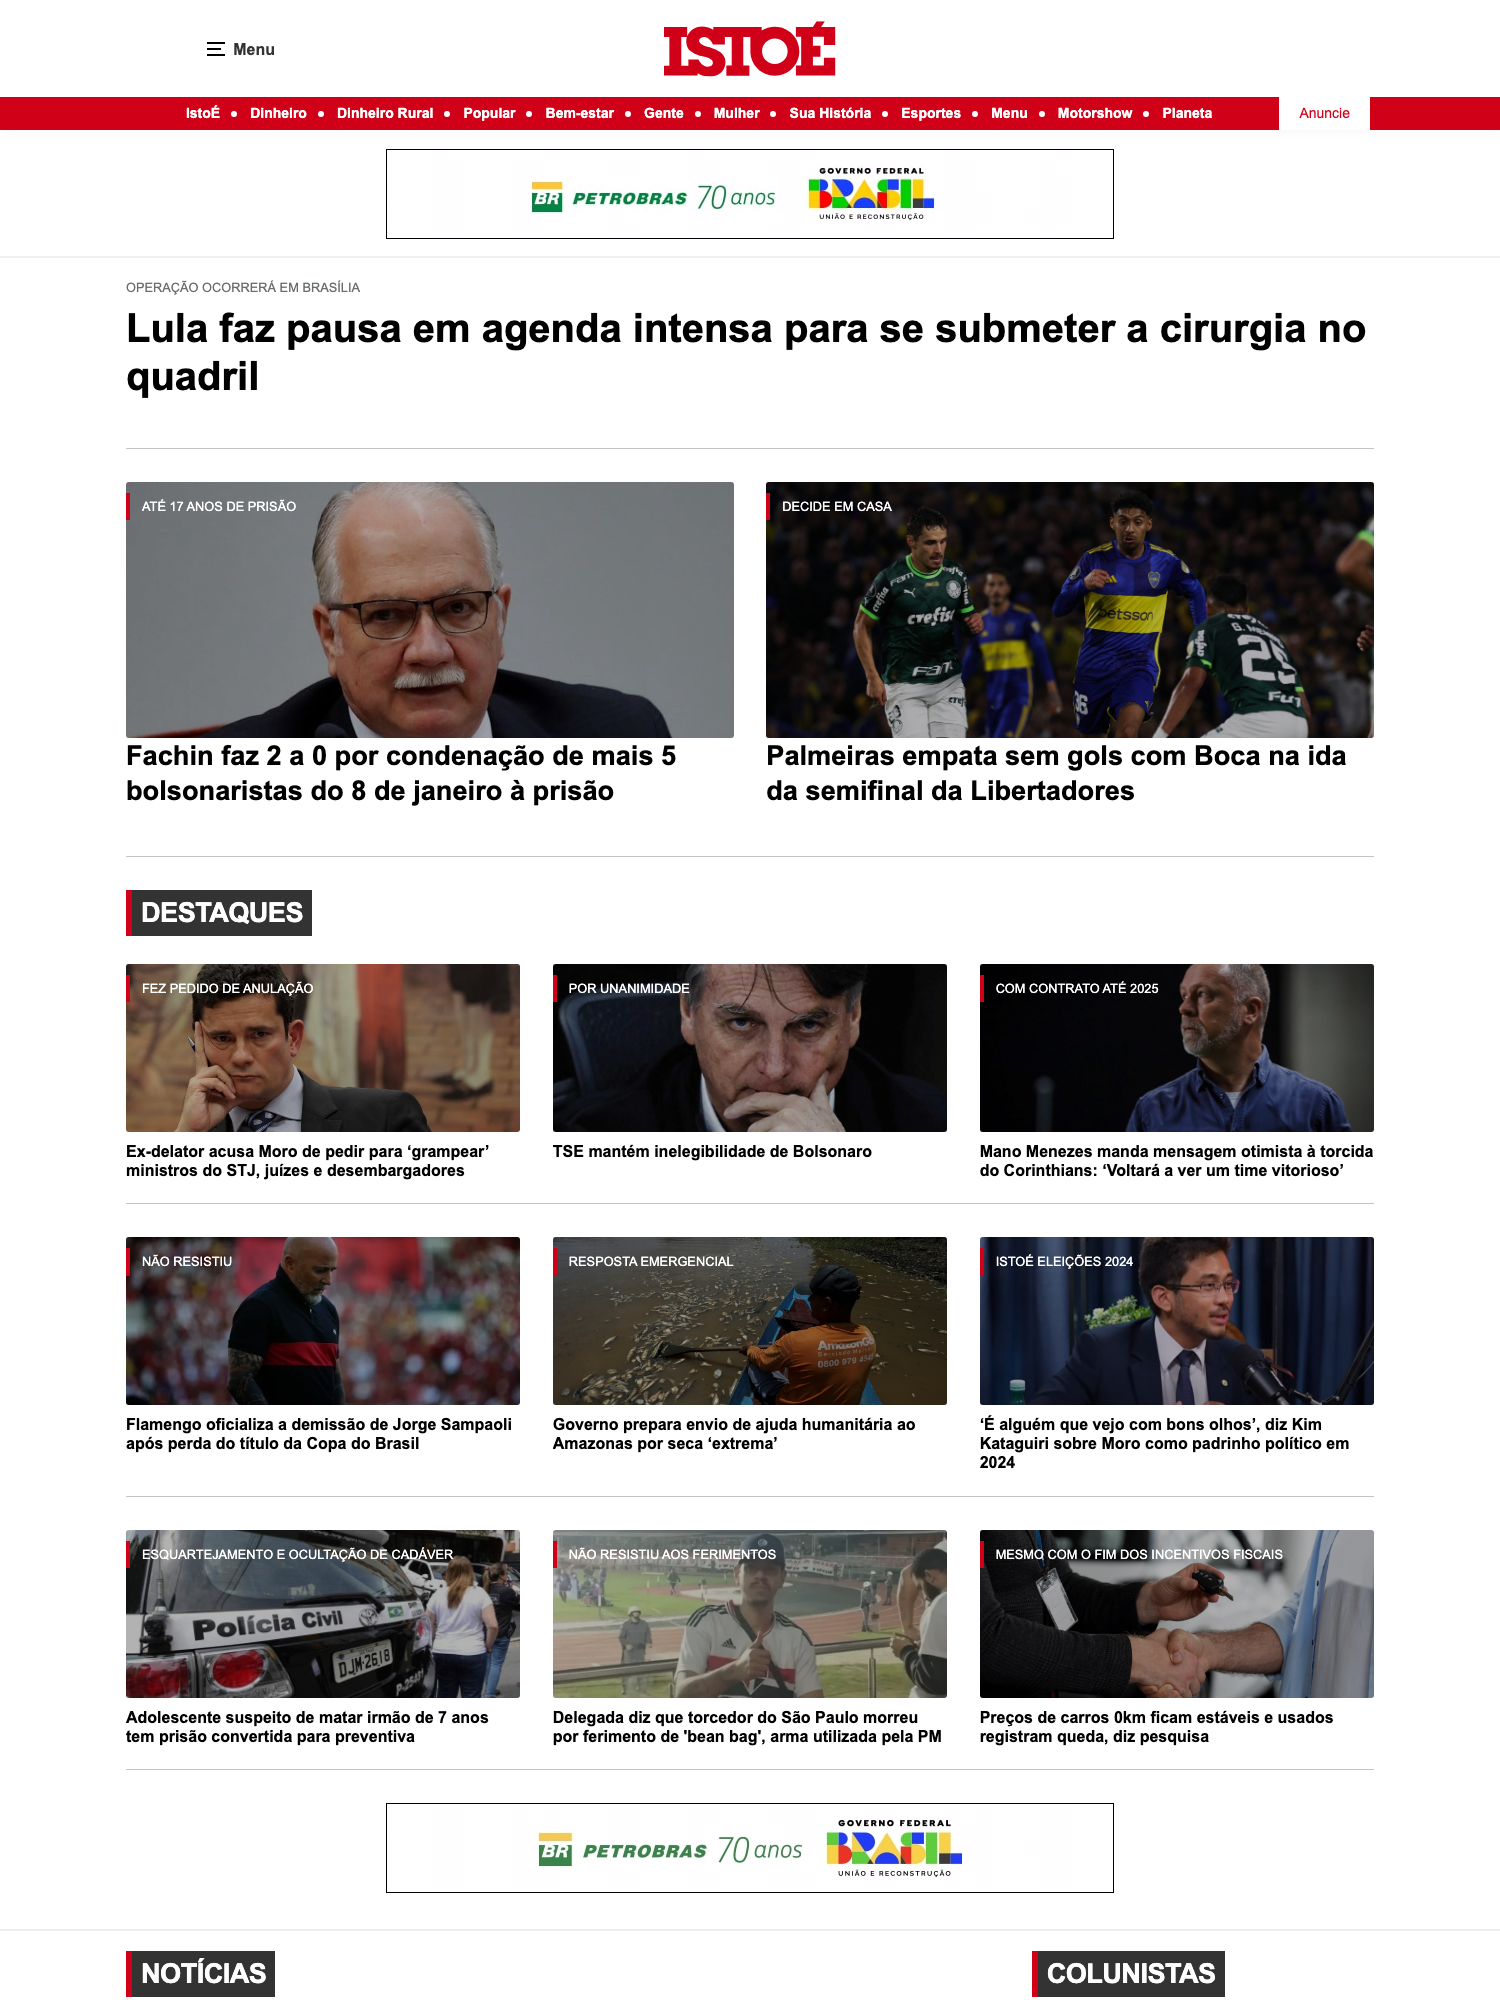 Menu
ISTOÉ
IstoÉ • Dinheiro • Dinheiro Rural • Popular • Bem-estar • Gente • Mulher • Sua História • Esportes • Menu • Motorshow • Planeta
Anuncie
GOVERNO FEDERAL
BR PETROBRAS 70 anos BRASIL
UNIÃO E RECONSTRUÇÃO
OPERAÇÃO OCORRERÁ EM BRASÍLIA
Lula faz pausa em agenda intensa para se submeter a cirurgia no
quadril
ATÉ 17 ANOS DE PRISÃO
Fachin faz 2 a 0 por condenação de mais 5
bolsonaristas do 8 de janeiro à prisão
DECIDE EM CASA
crefisa
FAM
betsson
36
25
Palmeiras empata sem gols com Boca na ida
da semifinal da Libertadores
DESTAQUES
FEZ PEDIDO DE ANULAÇÃO
Ex-delator acusa Moro de pedir para ‘grampear’
ministros do STJ, juízes e desembargadores
POR UNANIMIDADE
TSE mantém inelegibilidade de Bolsonaro
COM CONTRATO ATÉ 2025
Mano Menezes manda mensagem otimista à torcida
do Corinthians: ‘Voltará a ver um time vitorioso’
NÃO RESISTIU
Flamengo oficializa a demissão de Jorge Sampaoli
após perda do título da Copa do Brasil
RESPOSTA EMERGENCIAL
Governo prepara envio de ajuda humanitária ao
Amazonas por seca ‘extrema’
ISTOÉ ELEIÇÕES 2024
‘É alguém que vejo com bons olhos’, diz Kim
Kataguiri sobre Moro como padrinho político em
2024
ESQUARTEJAMENTO E OCULTAÇÃO DE CADÁVER
Polícia Civil
DJM-2618
Adolescente suspeito de matar irmão de 7 anos
tem prisão convertida para preventiva
NÃO RESISTIU AOS FERIMENTOS
Delegada diz que torcedor do São Paulo morreu
por ferimento de 'bean bag', arma utilizada pela PM
MESMO COM O FIM DOS INCENTIVOS FISCAIS
Preços de carros 0km ficam estáveis e usados
registram queda, diz pesquisa
GOVERNO FEDERAL
BR PETROBRAS 70 anos BRASIL
UNIÃO E RECONSTRUÇÃO
NOTÍCIAS
COLUNISTAS